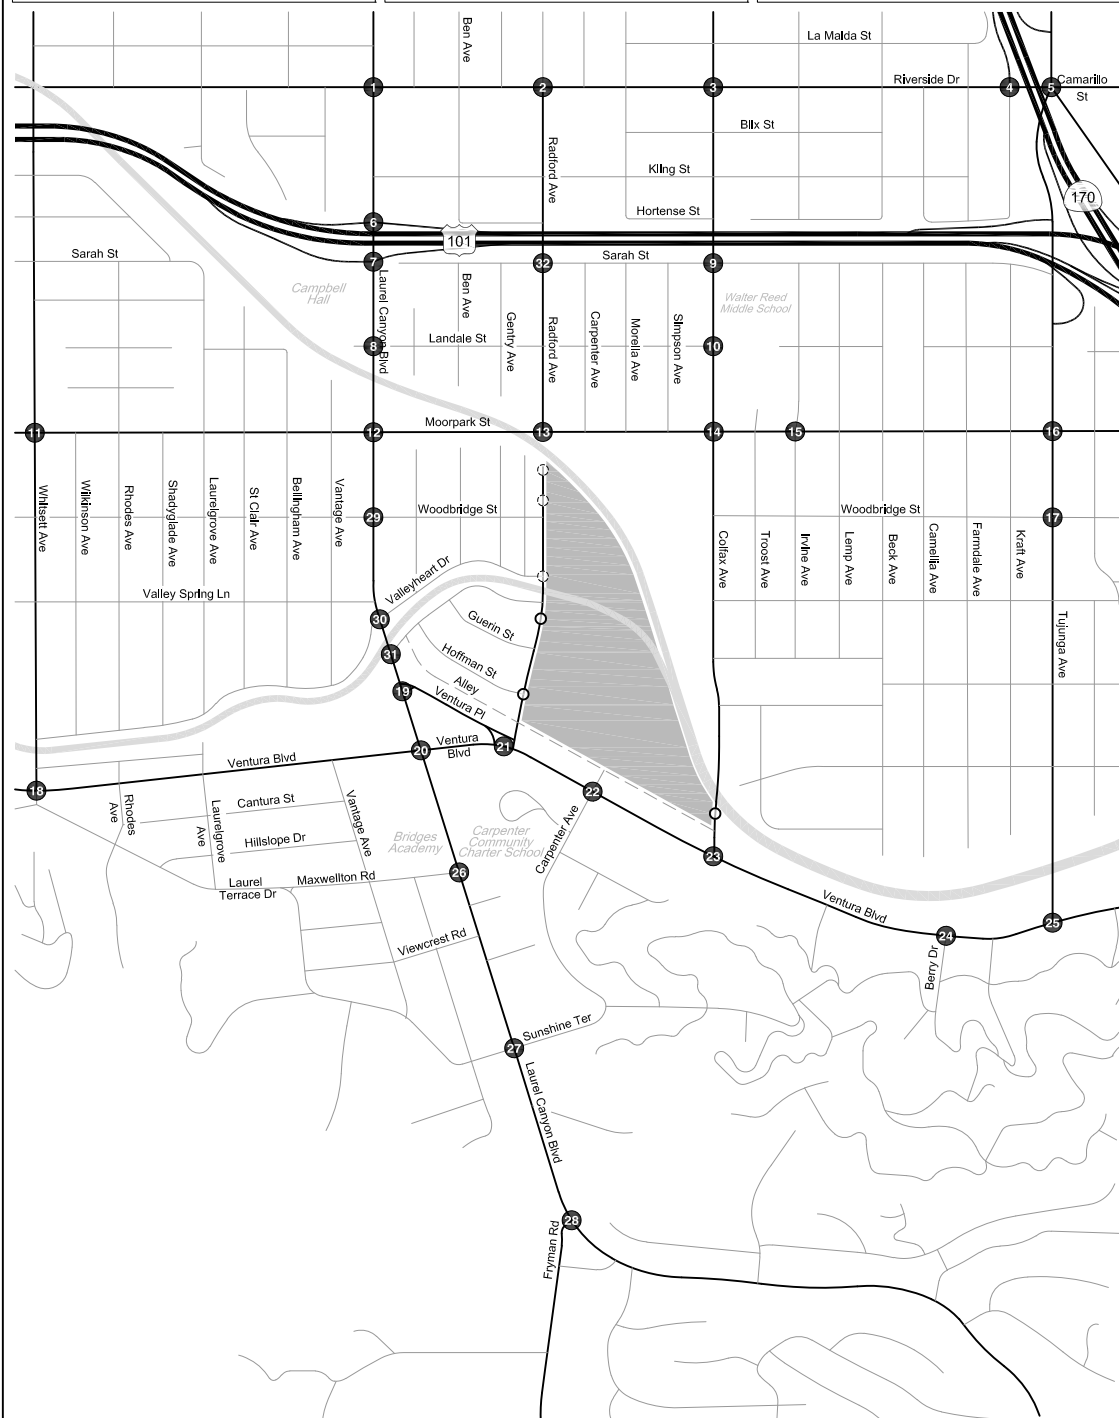 La Malda St
Ben Ave
Riverside Dr
Camarillo
St
1
2
3
4
5
Blix St
Radford Ave
Kling St
170
Hortense St
6
101
Sarah St
Sarah St
7
32
9
Campbell
Hall
Laurel Canyon Blvd
Ben Ave
Walter Reed
Middle School
Landale St
Gentry Ave
Radford Ave
Carpenter Ave
Morella Ave
Simpson Ave
8
10
Moorpark St
11
12
13
14
15
16
Whitsett Ave
Wilkinson Ave
Rhodes Ave
Shadyglade Ave
Laurelgrove Ave
St Clair Ave
Bellingham Ave
Vantage Ave
Woodbridge St
Woodbridge St
29
17
Colfax Ave
Troost Ave
Irvine Ave
Lemp Ave
Beck Ave
Camellia Ave
Farmdale Ave
Kraft Ave
Valleyheart Dr
Valley Spring Ln
30
Guerin St
Tujunga Ave
31
Hoffman St
Alley
19
Ventura Pl
Ventura
Blvd
20
21
Ventura Blvd
18
22
Cantura St
Rhodes
Ave
Laurelgrove
Ave
Vantage Ave
Hillslope Dr
Bridges
Academy
Carpenter
Community
Charter School
Carpenter Ave
23
Laurel
Terrace Dr
Maxwellton Rd
26
Ventura Blvd
24
25
Viewcrest Rd
Berry Dr
Sunshine Ter
27
Laurel Canyon Blvd
28
Fryman Rd